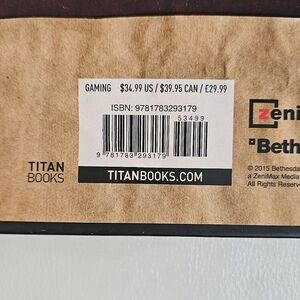 GAMING $34.99 US / $39.95 CAN / £29.99
ISBN: 9781783293179
53499
9 781783 293179
TITANBOOKS.COM
TITAN
BOOKS
zeni
Beth
© 2015 Bethesda
a ZeniMax Media
All Rights Reserve